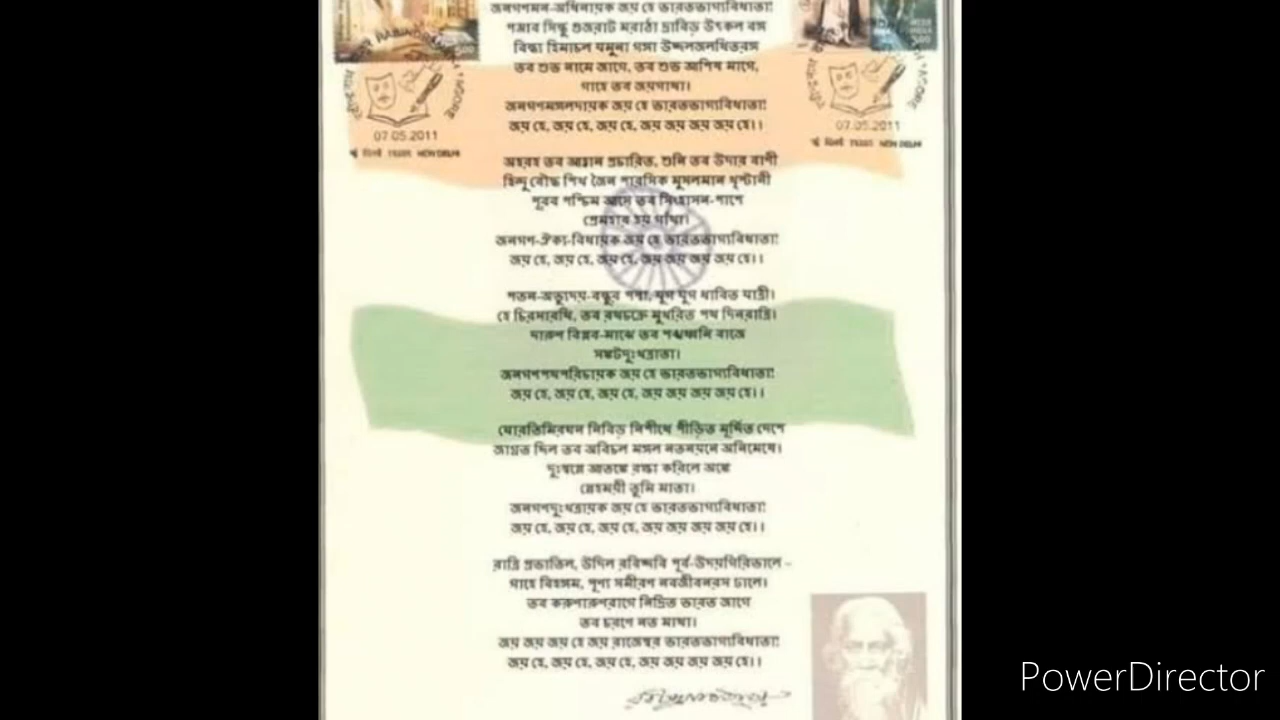 জনগণমন-অধিনায়ক জয় হে ভারতভাগ্যবিধাতা!
পঞ্জাব সিন্ধু গুজরাট মরাঠা দ্রাবিড় উৎকল বঙ্গ
বিন্ধ্য হিমাচল যমুনা গঙ্গা উচ্ছলজলধিতরঙ্গ
তব শুভ নামে জাগে, তব শুভ আশিষ মাগে,
গাহে তব জয়গাথা।
জনগণমঙ্গলদায়ক জয় হে ভারতভাগ্যবিধাতা!
জয় হে, জয় হে, জয় হে, জয় জয় জয় জয় হে।।
07.05.2011
07.05.2011
नई दिल्ली NEW DELHI
नई दिल्ली NEW DELHI
অহরহ তব আহ্বান প্রচারিত, শুনি তব উদার বাণী
হিন্দু বৌদ্ধ শিখ জৈন পারসিক মুসলমান খৃস্টানী
পূরব পশ্চিম আসে তব সিংহাসন-পাশে
প্রেমহার হয় গাঁথা।
জনগণ-ঐক্য-বিধায়ক জয় হে ভারতভাগ্যবিধাতা!
জয় হে, জয় হে, জয় হে, জয় জয় জয় জয় হে।।
পতন-অভ্যুদয়-বন্ধুর পন্থা, যুগ যুগ ধাবিত যাত্রী।
হে চিরসারথি, তব রথচক্রে মুখরিত পথ দিনরাত্রি।
দারুণ বিপ্লব-মাঝে তব শঙ্খধ্বনি বাজে
সঙ্কটদুঃখত্রাতা।
জনগণপথপরিচায়ক জয় হে ভারতভাগ্যবিধাতা!
জয় হে, জয় হে, জয় হে, জয় জয় জয় জয় হে।।
ঘোরতিমিরঘন নিবিড় নিশীথে পীড়িত মূর্ছিত দেশে
জাগ্রত ছিল তব অবিচল মঙ্গল নতনয়নে অনিমেষে।
দুঃস্বপ্নে আতঙ্কে রক্ষা করিলে অঙ্কে
স্নেহময়ী তুমি মাতা।
জনগণদুঃখত্রায়ক জয় হে ভারতভাগ্যবিধাতা!
জয় হে, জয় হে, জয় হে, জয় জয় জয় জয় হে।।
রাত্রি প্রভাতিল, উদিল রবিচ্ছবি পূর্ব-উদয়গিরিভালে –
গাহে বিহঙ্গম, পূণ্য সমীরণ নবজীবনরস ঢালে।
তব করুণারুণরাগে নিদ্রিত ভারত জাগে
তব চরণে নত মাথা।
জয় জয় জয় হে জয় রাজেশ্বর ভারতভাগ্যবিধাতা!
জয় হে, জয় হে, জয় হে, জয় জয় জয় জয় হে।।
PowerDirector